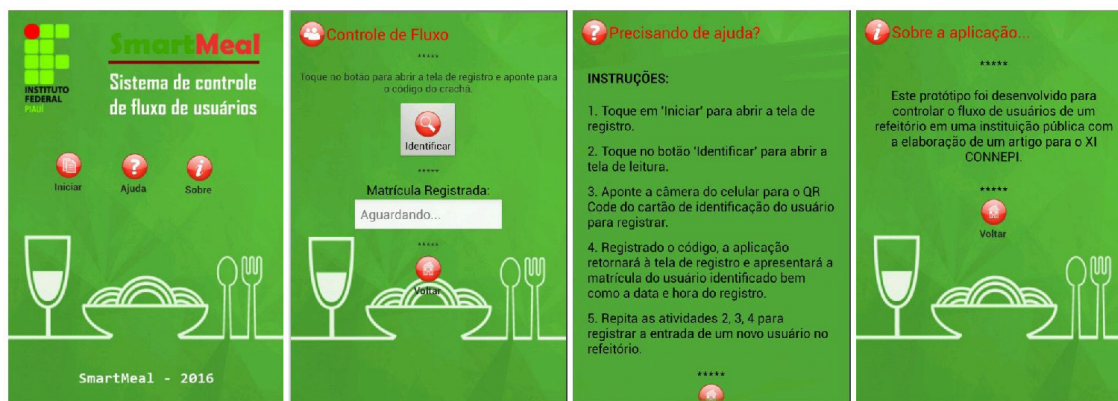 INSTITUTO
FEDERAL
PIAUÍ
SmartMeal
Sistema de controle
de fluxo de usuários
Iniciar
Ajuda
Sobre
SmartMeal - 2016
Controle de Fluxo
*****
Toque no botão para abrir a tela de registro e aponte para
o código do crachá.
Identificar
*****
Matrícula Registrada:
Aguardando...
*****
Voltar
Precisando de ajuda?
INSTRUÇÕES:
1. Toque em 'Iniciar' para abrir a tela de
registro.
2. Toque no botão 'Identificar' para abrir a
tela de leitura.
3. Aponte a câmera do celular para o QR
Code do cartão de identificação do usuário
para registrar.
4. Registrado o código, a aplicação
retornará à tela de registro e apresentará a
matrícula do usuário identificado bem
como a data e hora do registro.
5. Repita as atividades 2, 3, 4 para
registrar a entrada de um novo usuário no
refeitório.
*****
Sobre a aplicação...
*****
Este protótipo foi desenvolvido para
controlar o fluxo de usuários de um
refeitório em uma instituição pública com
a elaboração de um artigo para o XI
CONNEPI.
*****
Voltar